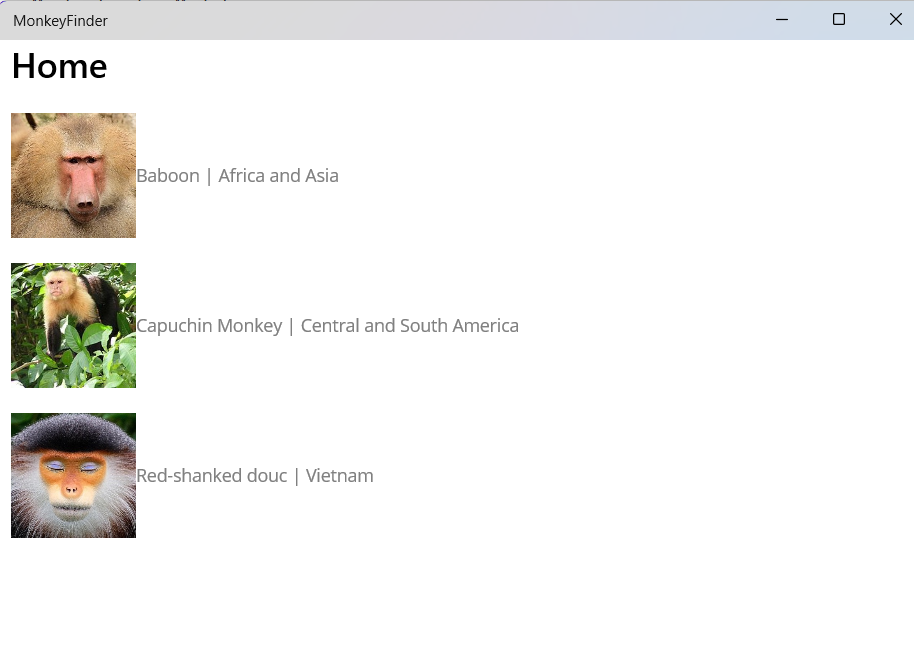 MonkeyFinder
Home
Baboon | Africa and Asia
Capuchin Monkey | Central and South America
Red-shanked douc | Vietnam